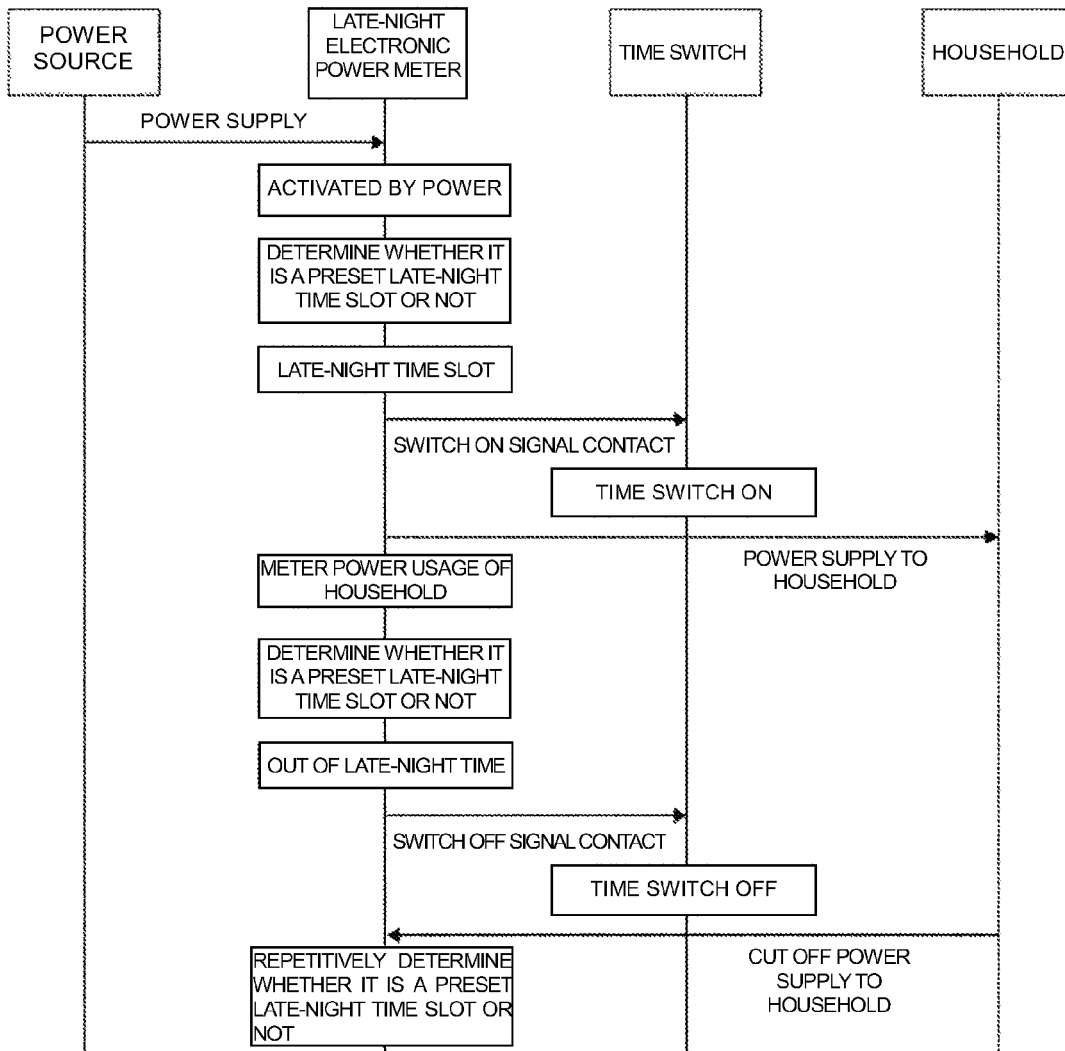 POWER
SOURCE
LATE-NIGHT
ELECTRONIC
POWER METER
TIME SWITCH
HOUSEHOLD
POWER SUPPLY
ACTIVATED BY POWER
DETERMINE WHETHER IT
IS A PRESET LATE-NIGHT
TIME SLOT OR NOT
LATE-NIGHT TIME SLOT
SWITCH ON SIGNAL CONTACT
TIME SWITCH ON
POWER SUPPLY TO
HOUSEHOLD
METER POWER USAGE OF
HOUSEHOLD
DETERMINE WHETHER IT
IS A PRESET LATE-NIGHT
TIME SLOT OR NOT
OUT OF LATE-NIGHT TIME
SWITCH OFF SIGNAL CONTACT
TIME SWITCH OFF
CUT OFF POWER
SUPPLY TO
HOUSEHOLD
REPETITIVELY DETERMINE
WHETHER IT IS A PRESET
LATE-NIGHT TIME SLOT OR
NOT